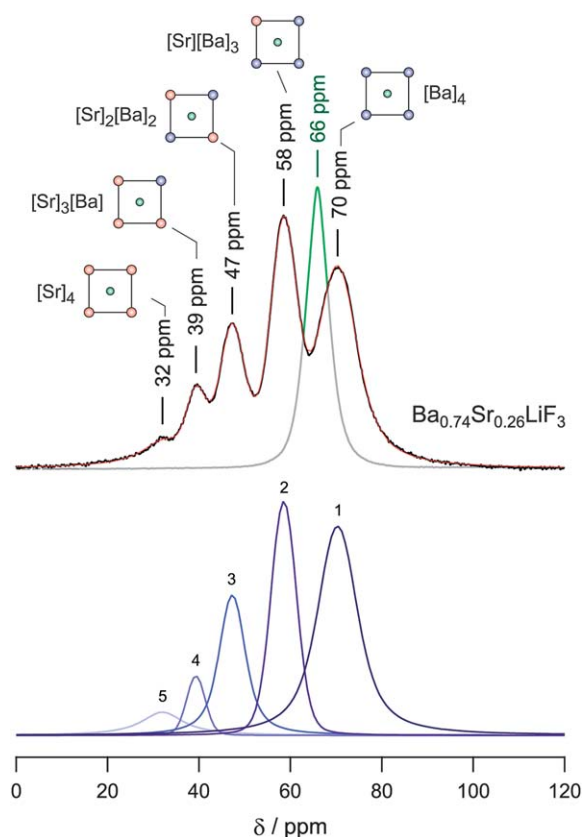 [Sr][Ba]₃
[Ba]₄
[Sr]₂[Ba]₂
[Sr]₃[Ba]
[Sr]₄
32 ppm
39 ppm
47 ppm
58 ppm
66 ppm
70 ppm
Ba₀.₇₄Sr₀.₂₆LiF₃
2
1
3
4
5
0 20 40 60 80 100 120
δ / ppm